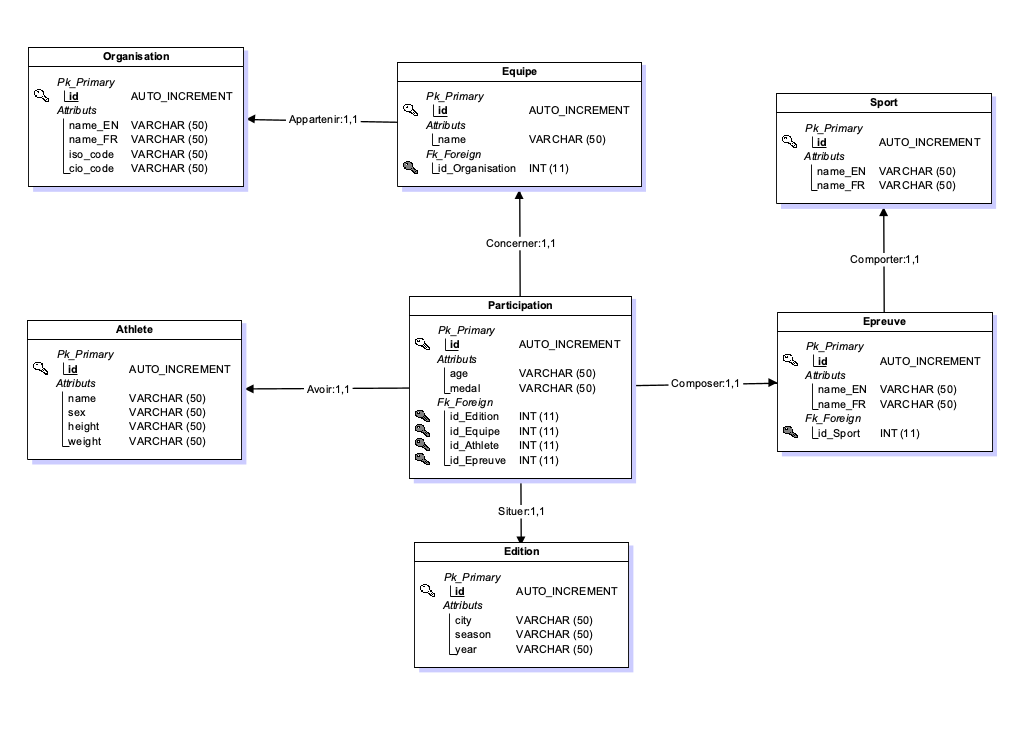 Organisation
Pk_Primary
id AUTO_INCREMENT
Attributs
name_EN VARCHAR (50)
name_FR VARCHAR (50)
iso_code VARCHAR (50)
cio_code VARCHAR (50)
Appartenir:1,1
Equipe
Pk_Primary
id AUTO_INCREMENT
Attributs
name VARCHAR (50)
Fk_Foreign
id_Organisation INT (11)
Sport
Pk_Primary
id AUTO_INCREMENT
Attributs
name_EN VARCHAR (50)
name_FR VARCHAR (50)
Concerner:1,1
Comporter:1,1
Athlete
Pk_Primary
id AUTO_INCREMENT
Attributs
name VARCHAR (50)
sex VARCHAR (50)
height VARCHAR (50)
weight VARCHAR (50)
Avoir:1,1
Participation
Pk_Primary
id AUTO_INCREMENT
Attributs
age VARCHAR (50)
medal VARCHAR (50)
Fk_Foreign
id_Edition INT (11)
id_Equipe INT (11)
id_Athlete INT (11)
id_Epreuve INT (11)
Composer:1,1
Epreuve
Pk_Primary
id AUTO_INCREMENT
Attributs
name_EN VARCHAR (50)
name_FR VARCHAR (50)
Fk_Foreign
id_Sport INT (11)
Situer:1,1
Edition
Pk_Primary
id AUTO_INCREMENT
Attributs
city VARCHAR (50)
season VARCHAR (50)
year VARCHAR (50)